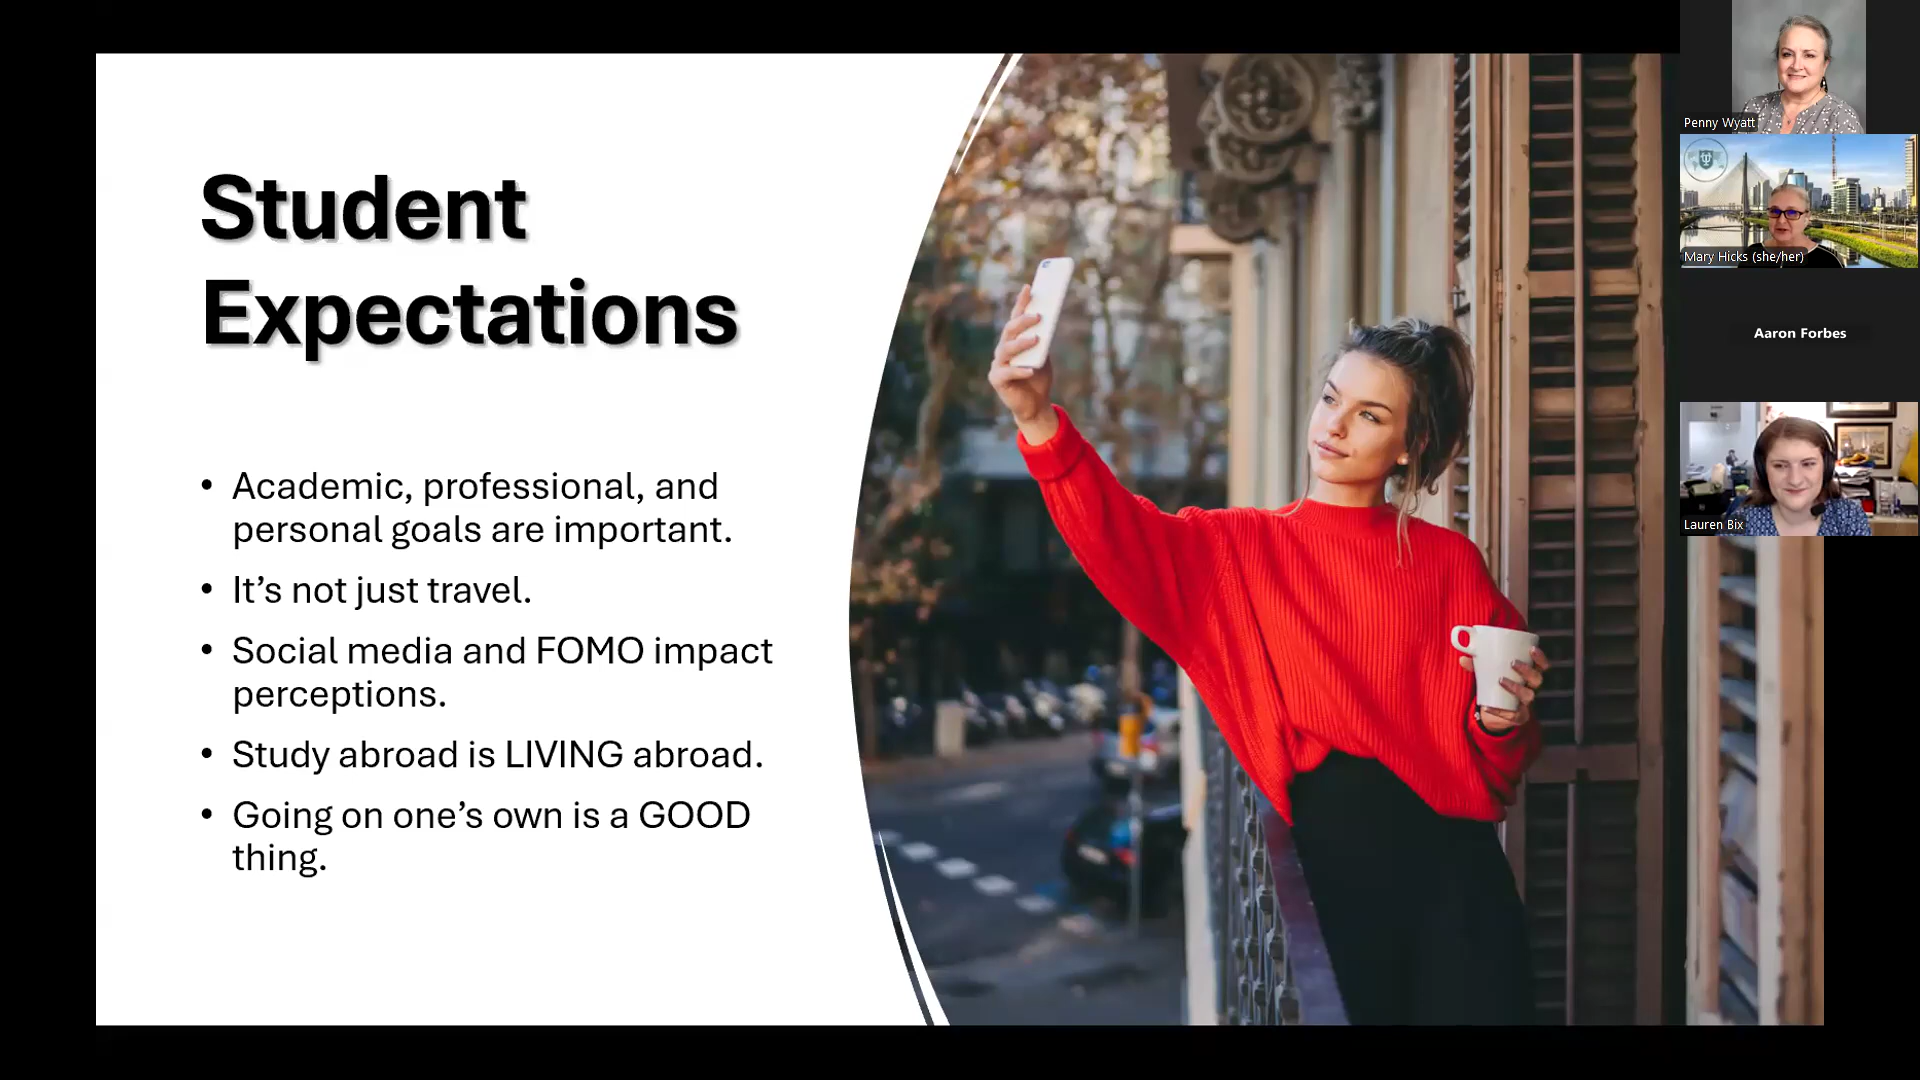 Student
Expectations
• Academic, professional, and
personal goals are important.
• It’s not just travel.
• Social media and FOMO impact
perceptions.
• Study abroad is LIVING abroad.
• Going on one’s own is a GOOD
thing.
Penny Wyatt
Mary Hicks (she/her)
Aaron Forbes
Lauren Bix